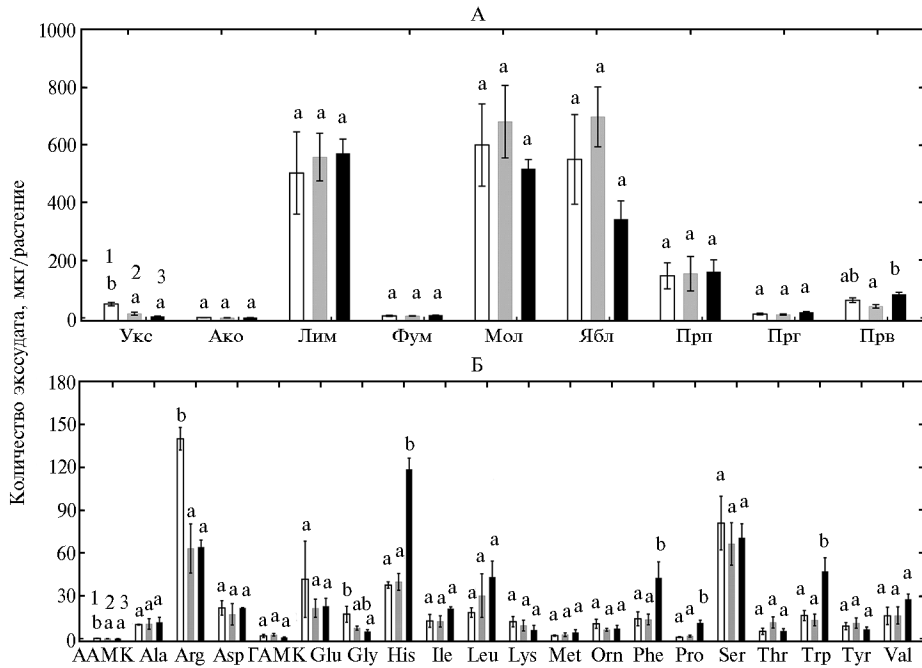 А
Количество экссудата, мкг/растение
1000
800
600
400
200
0
1 2 3
b a a
a a a
a a a
a a a
a a a
a a a
a a a
a a a
ab a b
Укс Ако Лим Фум Мол Ябл Прп Прг Прв
Б
180
150
120
90
60
30
0
1 2 3
b a a
a a a
b a a
a a a
a a a
a a a
b ab a
a a b
a a a
a a a
a a a
a a a
a a a
a a b
a a b
a a a
a a a
a a b
a a a
a a a
ААМК Ala Arg Asp ГАМК Glu Gly His Ile Leu Lys Met Orn Phe Pro Ser Thr Trp Tyr Val